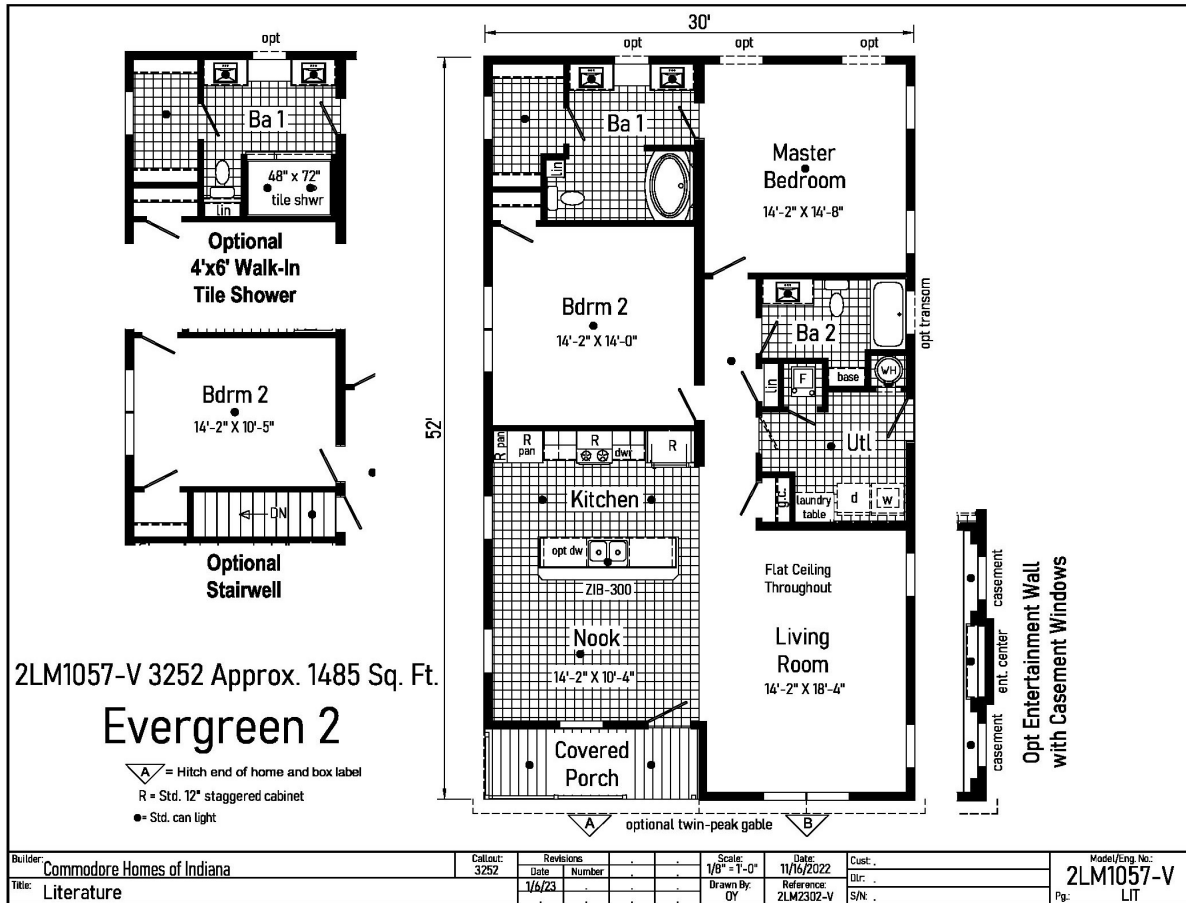 30'
opt
opt
opt
opt
Ba 1
48" x 72"
tile shwr
lin
Optional
4'x6' Walk-In
Tile Shower
Bdrm 2
14'-2" X 10'-5"
DN
Optional
Stairwell
52'
Ba 1
lin
Master
Bedroom
14'-2" X 14'-8"
Bdrm 2
14'-2" X 14'-0"
Ba 2
opt transom
lin
F
base
WH
Utl
g.c.
laundry
table
d
w
R pan
R
pan
R
dwr
R
Kitchen
opt dw
ZIB-300
Nook
14'-2" X 10'-4"
Flat Ceiling
Throughout
Living
Room
14'-2" X 18'-4"
Covered
Porch
A
optional twin-peak gable
B
casement
ent. center
casement
Opt Entertainment Wall
with Casement Windows
2LM1057-V 3252 Approx. 1485 Sq. Ft.
Evergreen 2
A = Hitch end of home and box label
R = Std. 12" staggered cabinet
●= Std. can light
Builder: Commodore Homes of Indiana
Title: Literature
Callout:
3252
Revisions
Date Number
1/6/23
Scale:
1/8" = 1'-0"
Drawn By:
OY
Date:
11/16/2022
Reference:
2LM2302-V
Cust: .
Dlr: .
S/N: .
Model/Eng. No.:
2LM1057-V
Pg.: LIT